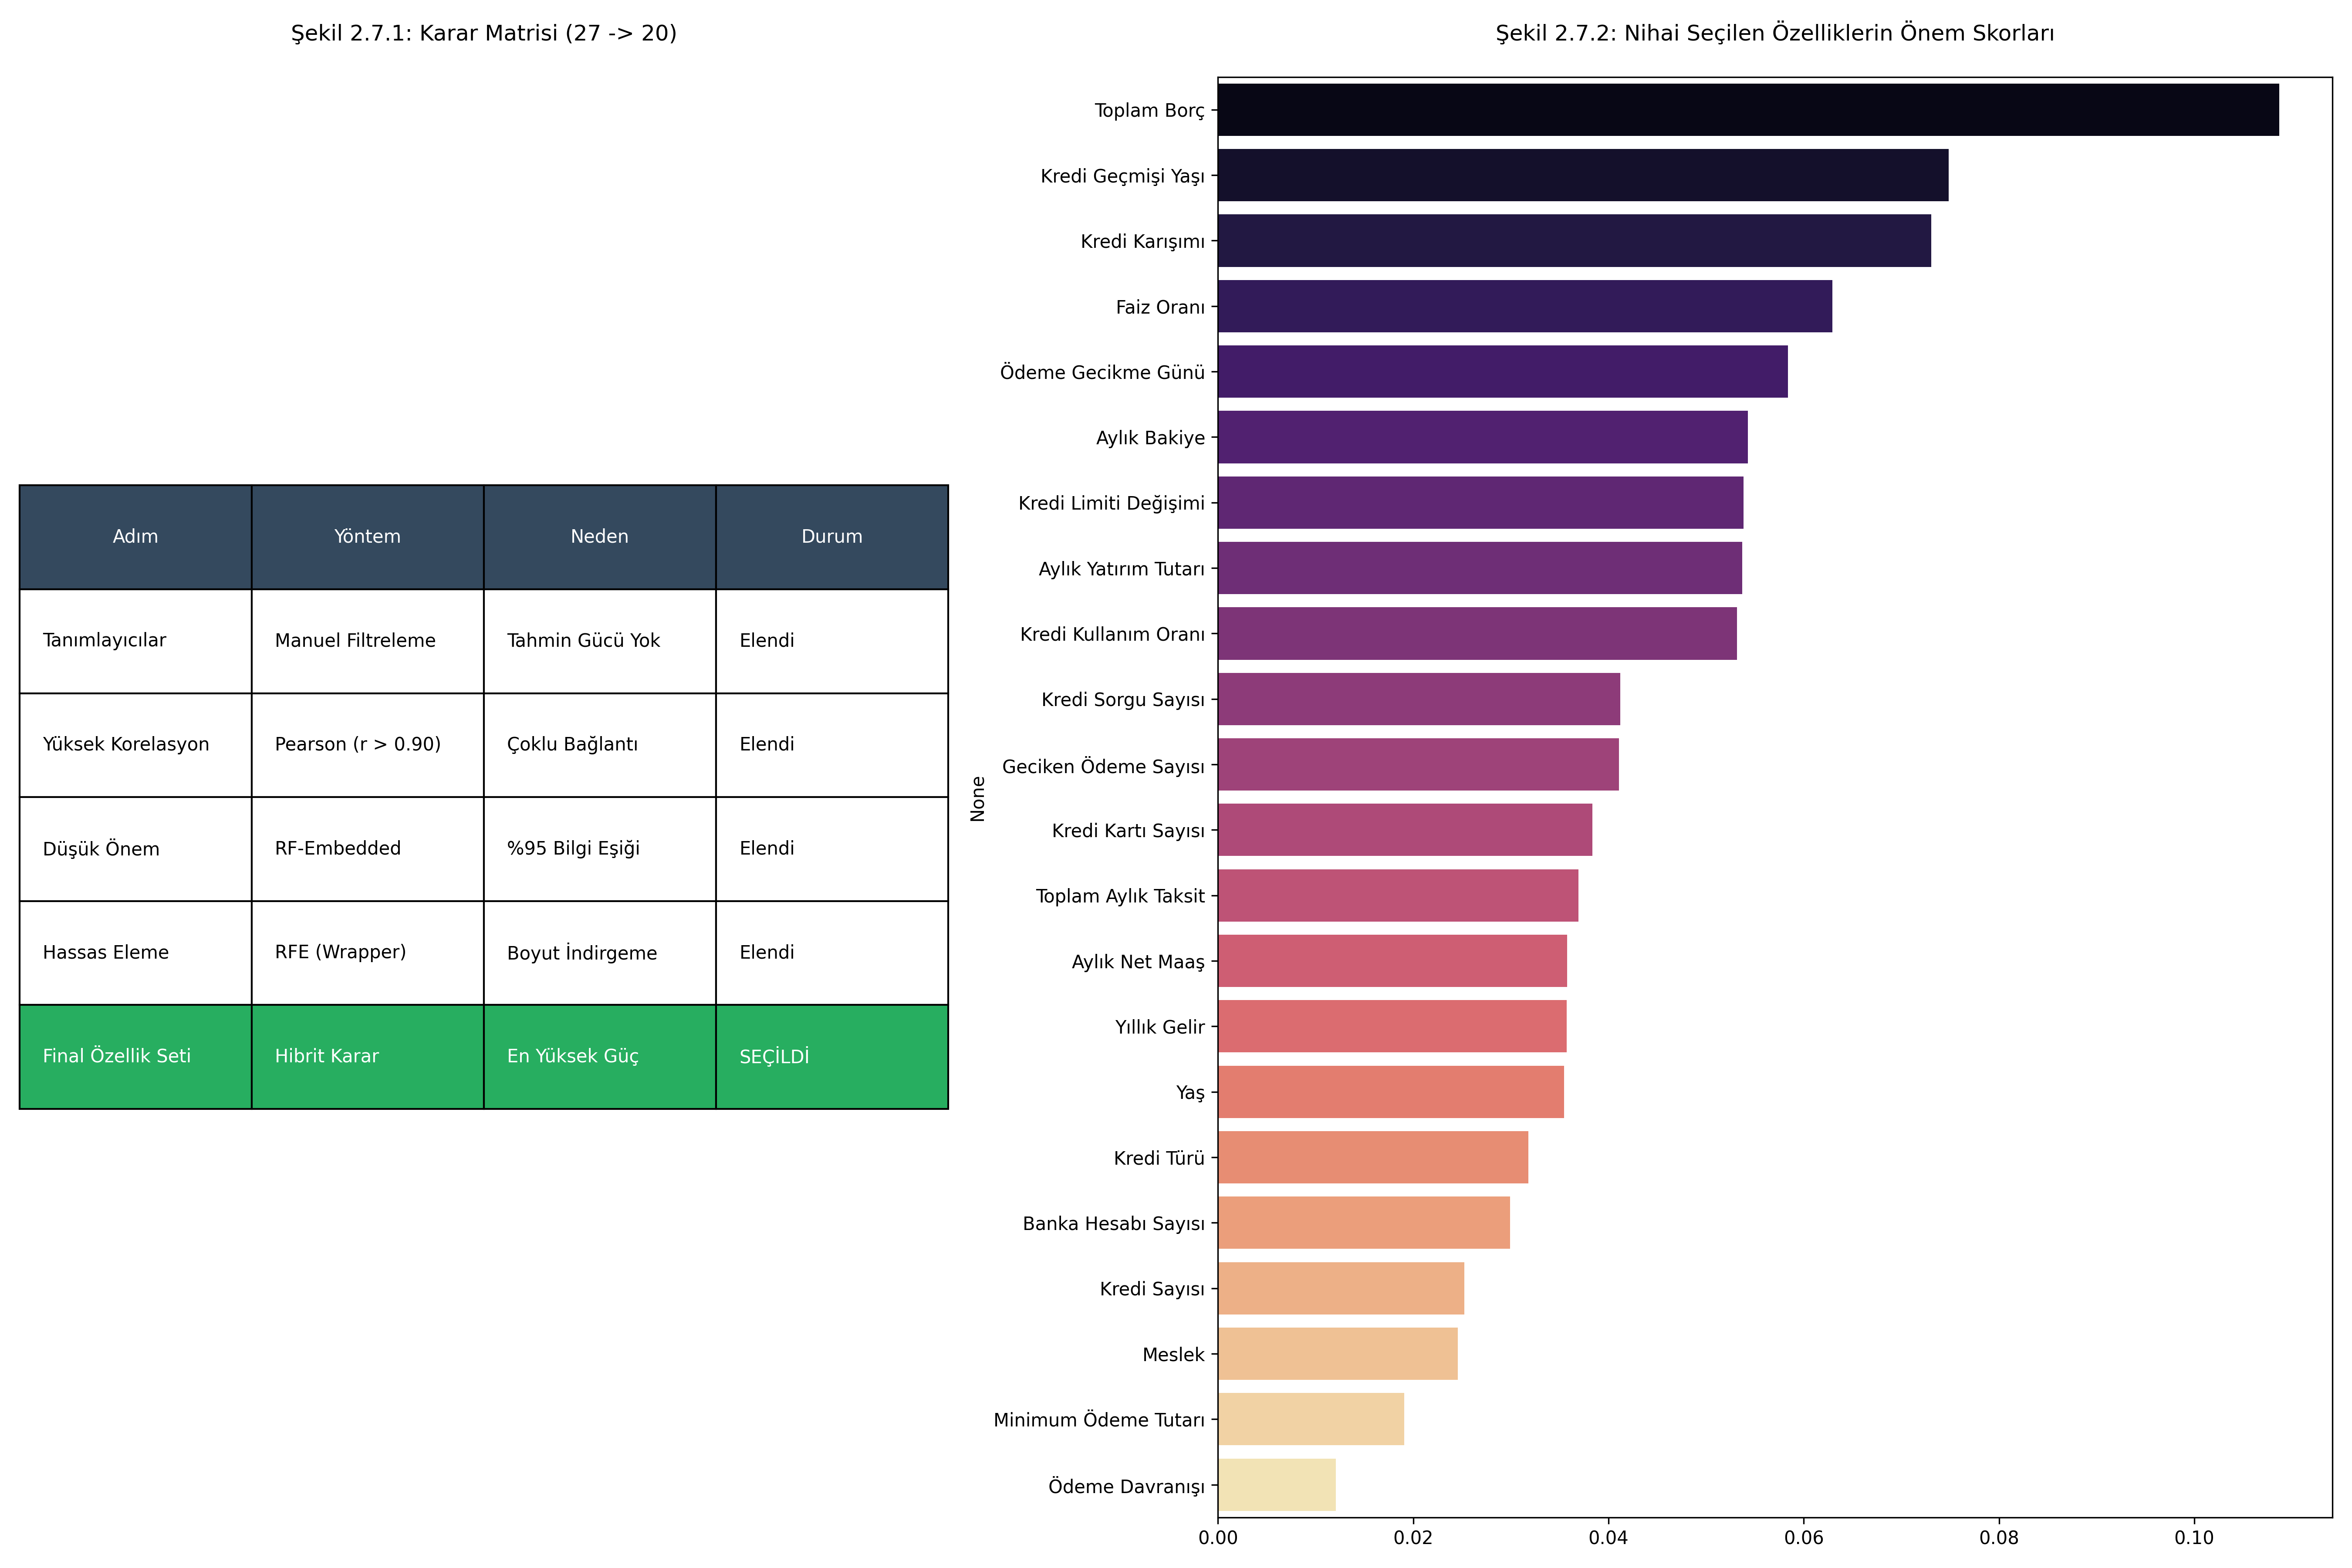 Şekil 2.7.1: Karar Matrisi (27 -> 20)
Adım Yöntem Neden Durum
Tanımlayıcılar Manuel Filtreleme Tahmin Gücü Yok Elendi
Yüksek Korelasyon Pearson (r > 0.90) Çoklu Bağlantı Elendi
Düşük Önem RF-Embedded %95 Bilgi Eşiği Elendi
Hassas Eleme RFE (Wrapper) Boyut İndirgeme Elendi
Final Özellik Seti Hibrit Karar En Yüksek Güç SEÇİLDİ
Şekil 2.7.2: Nihai Seçilen Özelliklerin Önem Skorları
None
Toplam Borç
Kredi Geçmişi Yaşı
Kredi Karışımı
Faiz Oranı
Ödeme Gecikme Günü
Aylık Bakiye
Kredi Limiti Değişimi
Aylık Yatırım Tutarı
Kredi Kullanım Oranı
Kredi Sorgu Sayısı
Geciken Ödeme Sayısı
Kredi Kartı Sayısı
Toplam Aylık Taksit
Aylık Net Maaş
Yıllık Gelir
Yaş
Kredi Türü
Banka Hesabı Sayısı
Kredi Sayısı
Meslek
Minimum Ödeme Tutarı
Ödeme Davranışı
0.00 0.02 0.04 0.06 0.08 0.10